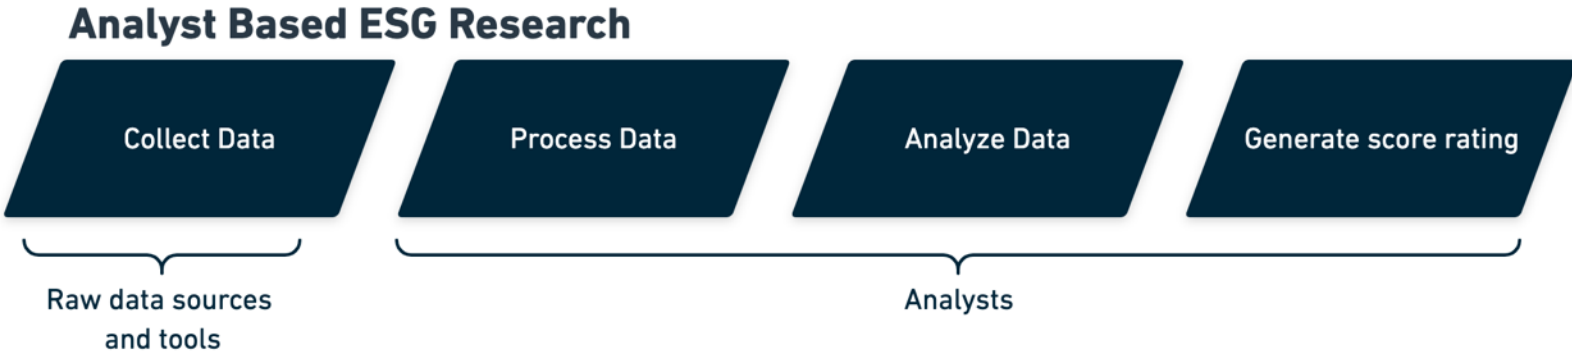 Analyst Based ESG Research
Collect Data
Process Data
Analyze Data
Generate score rating
Raw data sources
and tools
Analysts